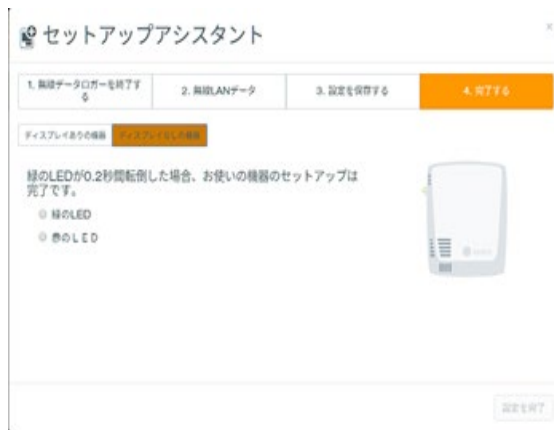 セットアップアシスタント
1. 無線データロガーを終了す
る
2. 無線LANデータ
3. 設定を保存する
4. 完了する
ディスプレイありの機器
ディスプレイなしの機器
緑のLEDが0.2秒間転倒した場合、お使いの機器のセットアップは
完了です。
緑のLED
赤のLED
設定を完了